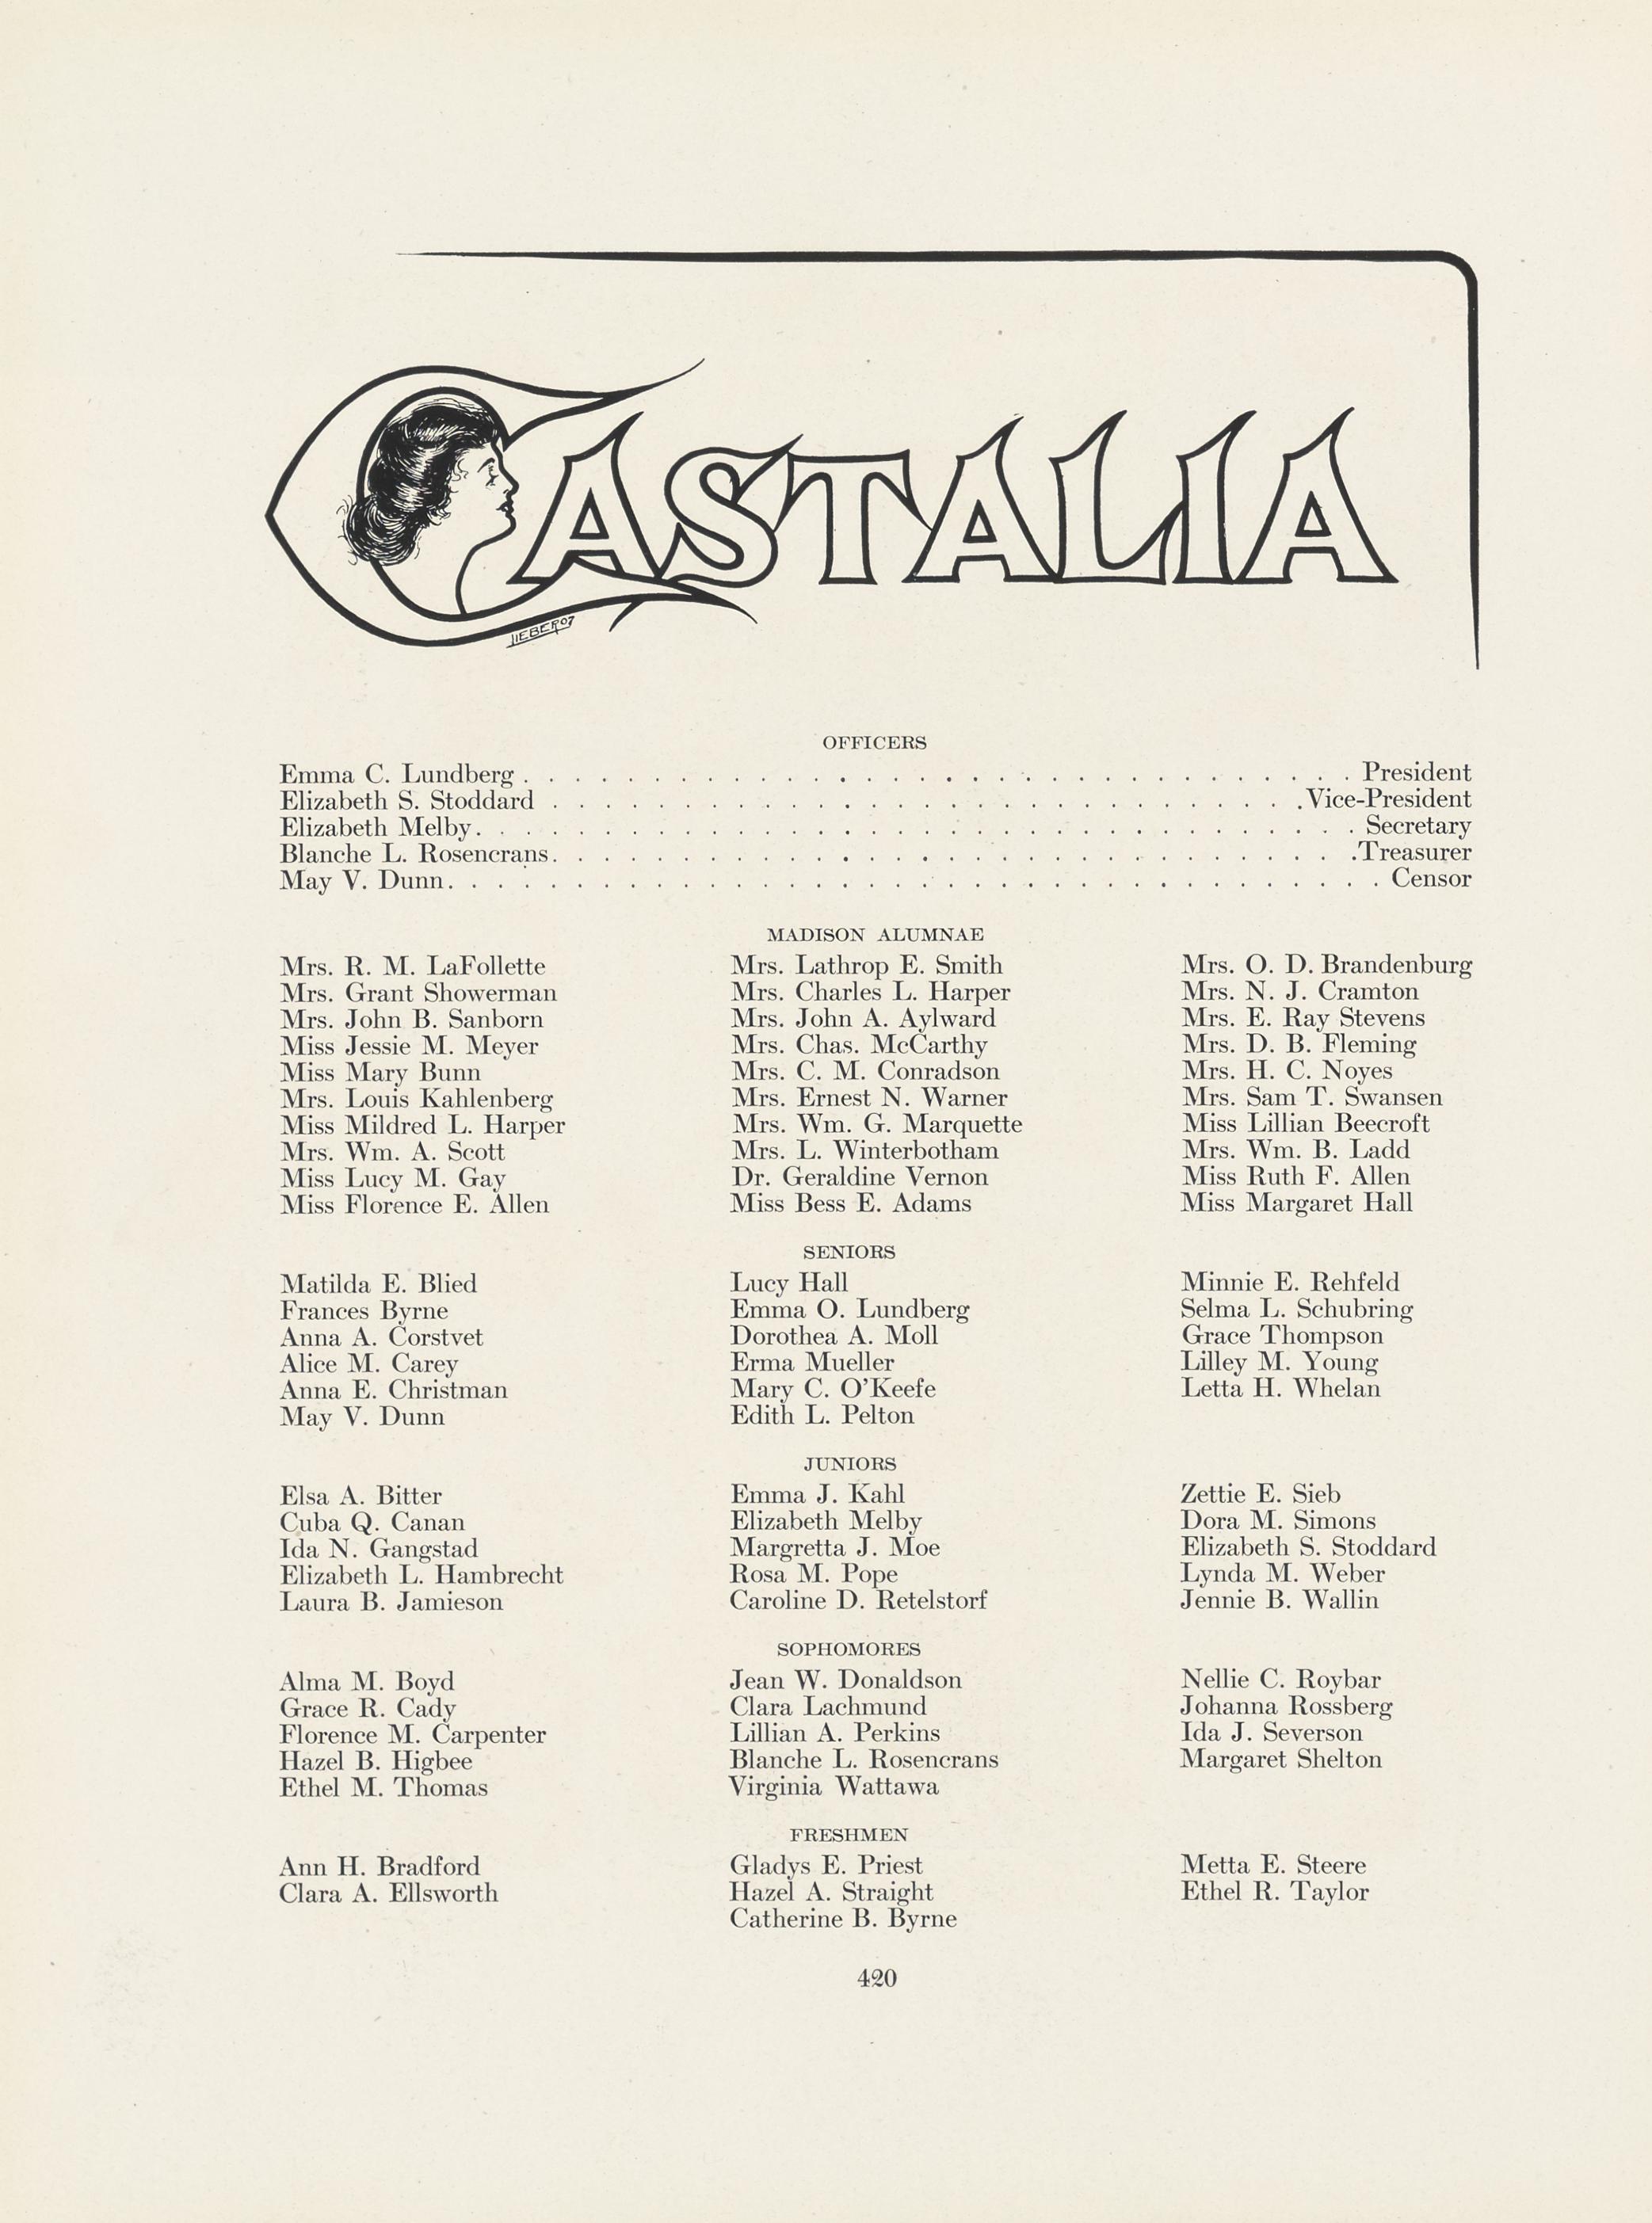 CASTALIA
LIEBER 07
OFFICERS
Emma C. Lundberg . . . . . . . . . . . . . . . . . . . . . . . . . . . . . . . . President
Elizabeth S. Stoddard . . . . . . . . . . . . . . . . . . . . . . . . . . . . . .Vice-President
Elizabeth Melby. . . . . . . . . . . . . . . . . . . . . . . . . . . . . . . . . . Secretary
Blanche L. Rosencrans. . . . . . . . . . . . . . . . . . . . . . . . . . . . . . .Treasurer
May V. Dunn. . . . . . . . . . . . . . . . . . . . . . . . . . . . . . . . . . . . Censor
MADISON ALUMNAE
Mrs. R. M. LaFollette Mrs. Lathrop E. Smith Mrs. O. D. Brandenburg
Mrs. Grant Showerman Mrs. Charles L. Harper Mrs. N. J. Cramton
Mrs. John B. Sanborn Mrs. John A. Aylward Mrs. E. Ray Stevens
Miss Jessie M. Meyer Mrs. Chas. McCarthy Mrs. D. B. Fleming
Miss Mary Bunn Mrs. C. M. Conradson Mrs. H. C. Noyes
Mrs. Louis Kahlenberg Mrs. Ernest N. Warner Mrs. Sam T. Swansen
Miss Mildred L. Harper Mrs. Wm. G. Marquette Miss Lillian Beecroft
Mrs. Wm. A. Scott Mrs. L. Winterbotham Mrs. Wm. B. Ladd
Miss Lucy M. Gay Dr. Geraldine Vernon Miss Ruth F. Allen
Miss Florence E. Allen Miss Bess E. Adams Miss Margaret Hall
SENIORS
Matilda E. Blied Lucy Hall Minnie E. Rehfeld
Frances Byrne Emma O. Lundberg Selma L. Schubring
Anna A. Corstvet Dorothea A. Moll Grace Thompson
Alice M. Carey Erma Mueller Lilley M. Young
Anna E. Christman Mary C. O'Keefe Letta H. Whelan
May V. Dunn Edith L. Pelton
JUNIORS
Elsa A. Bitter Emma J. Kahl Zettie E. Sieb
Cuba Q. Canan Elizabeth Melby Dora M. Simons
Ida N. Gangstad Margretta J. Moe Elizabeth S. Stoddard
Elizabeth L. Hambrecht Rosa M. Pope Lynda M. Weber
Laura B. Jamieson Caroline D. Retelstorf Jennie B. Wallin
SOPHOMORES
Alma M. Boyd Jean W. Donaldson Nellie C. Roybar
Grace R. Cady Clara Lachmund Johanna Rossberg
Florence M. Carpenter Lillian A. Perkins Ida J. Severson
Hazel B. Higbee Blanche L. Rosencrans Margaret Shelton
Ethel M. Thomas Virginia Wattawa
FRESHMEN
Ann H. Bradford Gladys E. Priest Metta E. Steere
Clara A. Ellsworth Hazel A. Straight Ethel R. Taylor
Catherine B. Byrne
420